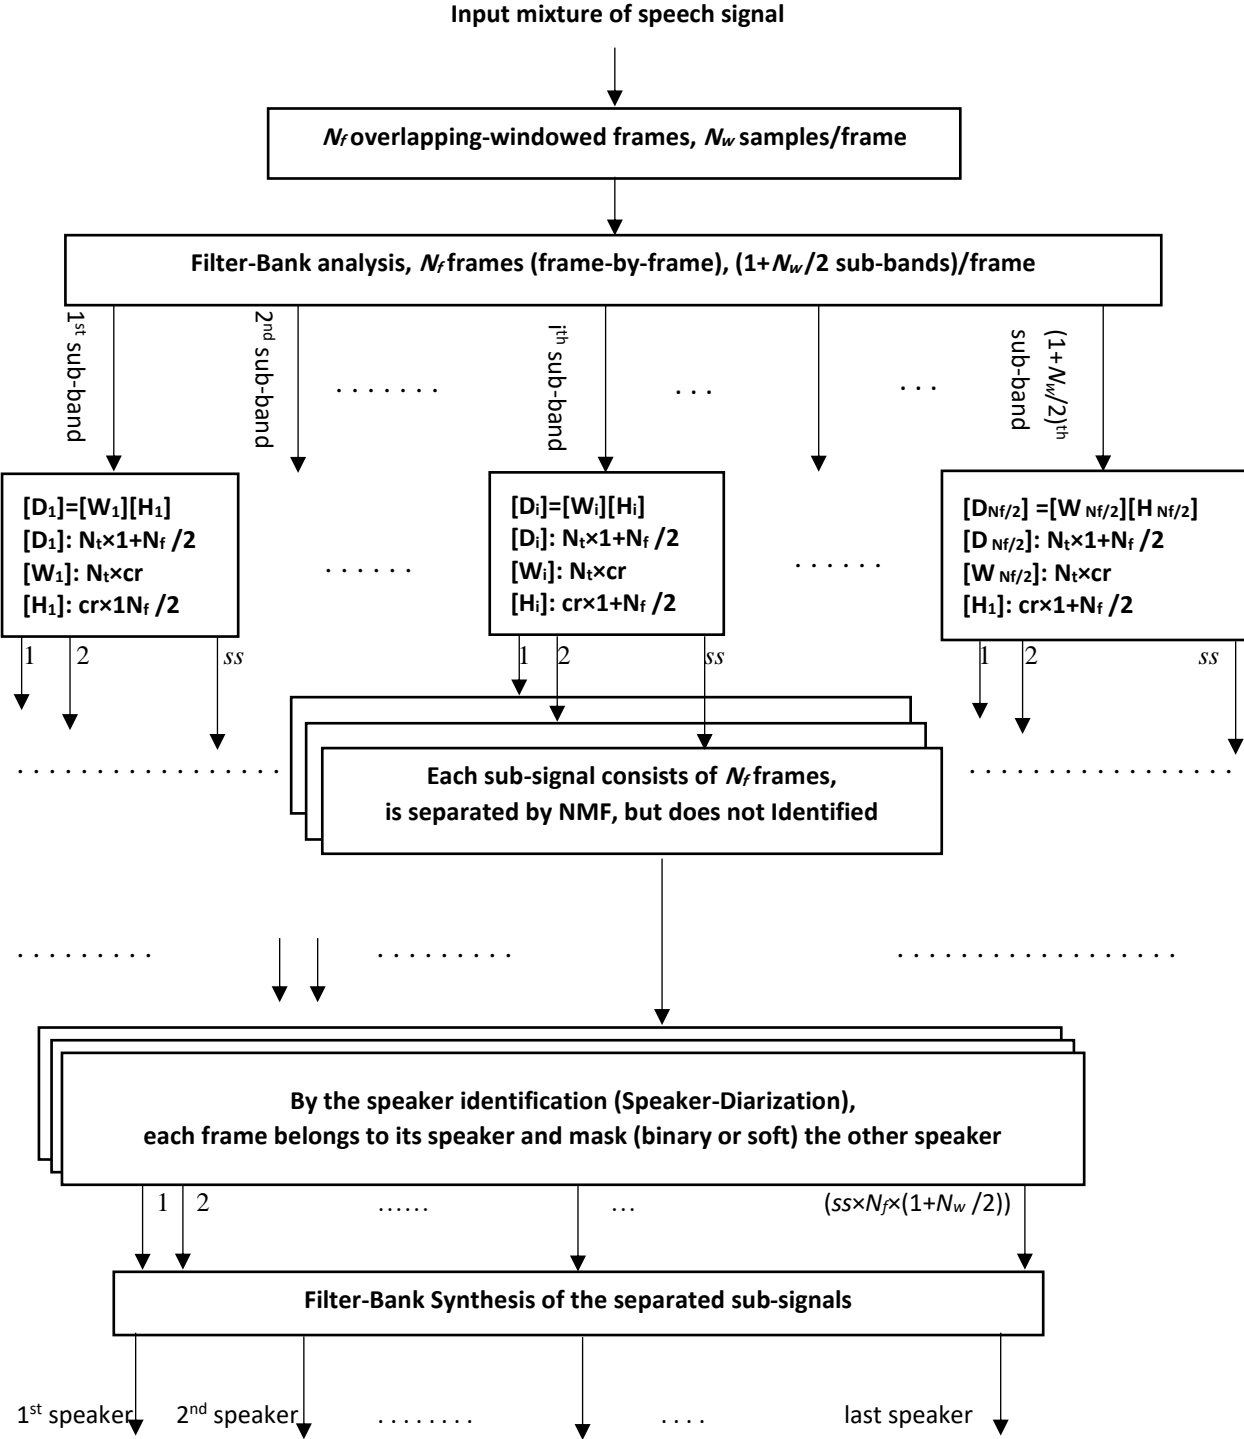 Input mixture of speech signal
Nf overlapping-windowed frames, Nw samples/frame
Filter-Bank analysis, Nf frames (frame-by-frame), (1+Nw/2 sub-bands)/frame
1st sub-band
2nd sub-band
. . . . . . .
ith sub-band
. . .
. . .
(1+Nw/2)th
sub-band
[D1]=[W1][H1]
[D1]: Nt×1+Nf /2
[W1]: Nt×cr
[H1]: cr×1Nf /2
. . . . . .
[Di]=[Wi][Hi]
[Di]: Nt×1+Nf /2
[Wi]: Nt×cr
[Hi]: cr×1+Nf /2
. . . . . .
[DNf/2] =[W Nf/2][H Nf/2]
[D Nf/2]: Nt×1+Nf /2
[W Nf/2]: Nt×cr
[H1]: cr×1+Nf /2
1 2 ss
1 2 ss
1 2 ss
. . . . . . . . . . . . . . . . . .
Each sub-signal consists of Nf frames,
is separated by NMF, but does not Identified
. . . . . . . . . . . . . . . . . .
. . . . . . . . .
. . . . . . . . .
. . . . . . . . . . . . . . . . . . .
By the speaker identification (Speaker-Diarization),
each frame belongs to its speaker and mask (binary or soft) the other speaker
1 2 ...... ... (ss×Nf×(1+Nw /2))
Filter-Bank Synthesis of the separated sub-signals
1st speaker 2nd speaker . . . . . . . . . . . . last speaker